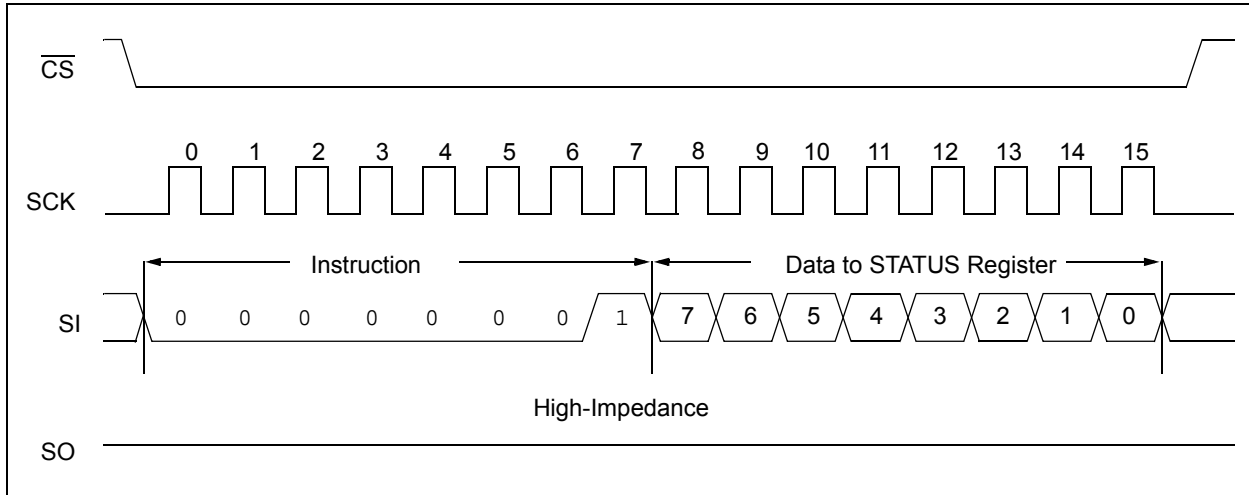 CS
0 1 2 3 4 5 6 7 8 9 10 11 12 13 14 15
SCK
Instruction Data to STATUS Register
SI 0 0 0 0 0 0 0 1 7 6 5 4 3 2 1 0
High-Impedance
SO